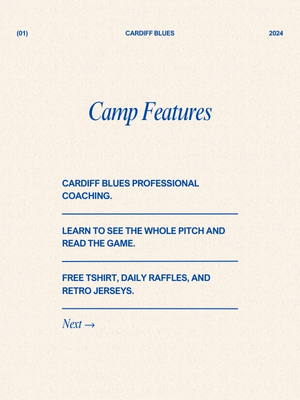 (01) CARDIFF BLUES 2024
Camp Features
CARDIFF BLUES PROFESSIONAL
COACHING.
LEARN TO SEE THE WHOLE PITCH AND
READ THE GAME.
FREE TSHIRT, DAILY RAFFLES, AND
RETRO JERSEYS.
Next →